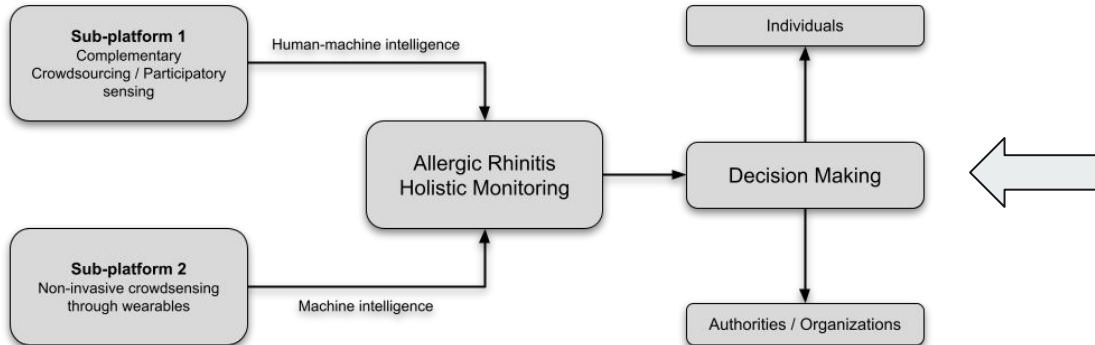 Sub-platform 1
Complementary
Crowdsourcing / Participatory
sensing
Human-machine intelligence
Individuals
Allergic Rhinitis
Holistic Monitoring
Decision Making
Sub-platform 2
Non-invasive crowdsensing
through wearables
Machine intelligence
Authorities / Organizations